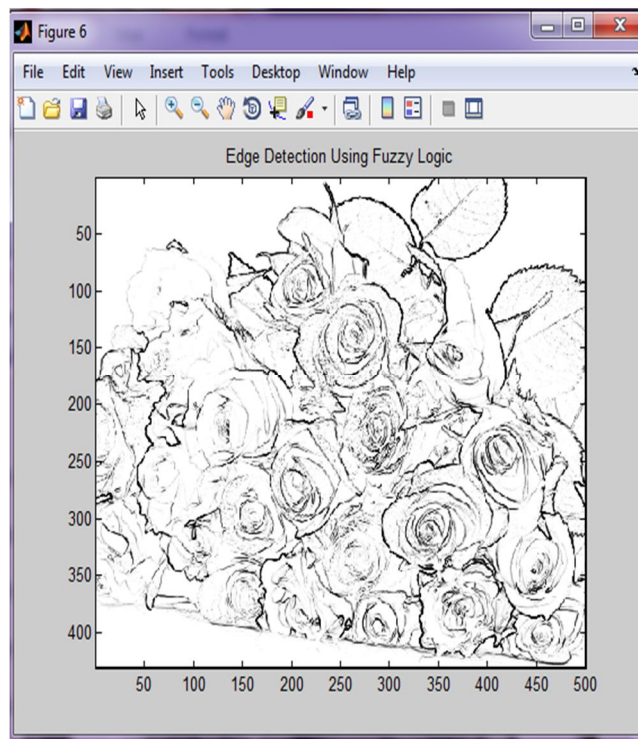 Figure 6
File Edit View Insert Tools Desktop Window Help
Edge Detection Using Fuzzy Logic
50
100
150
200
250
300
350
400
50 100 150 200 250 300 350 400 450 500